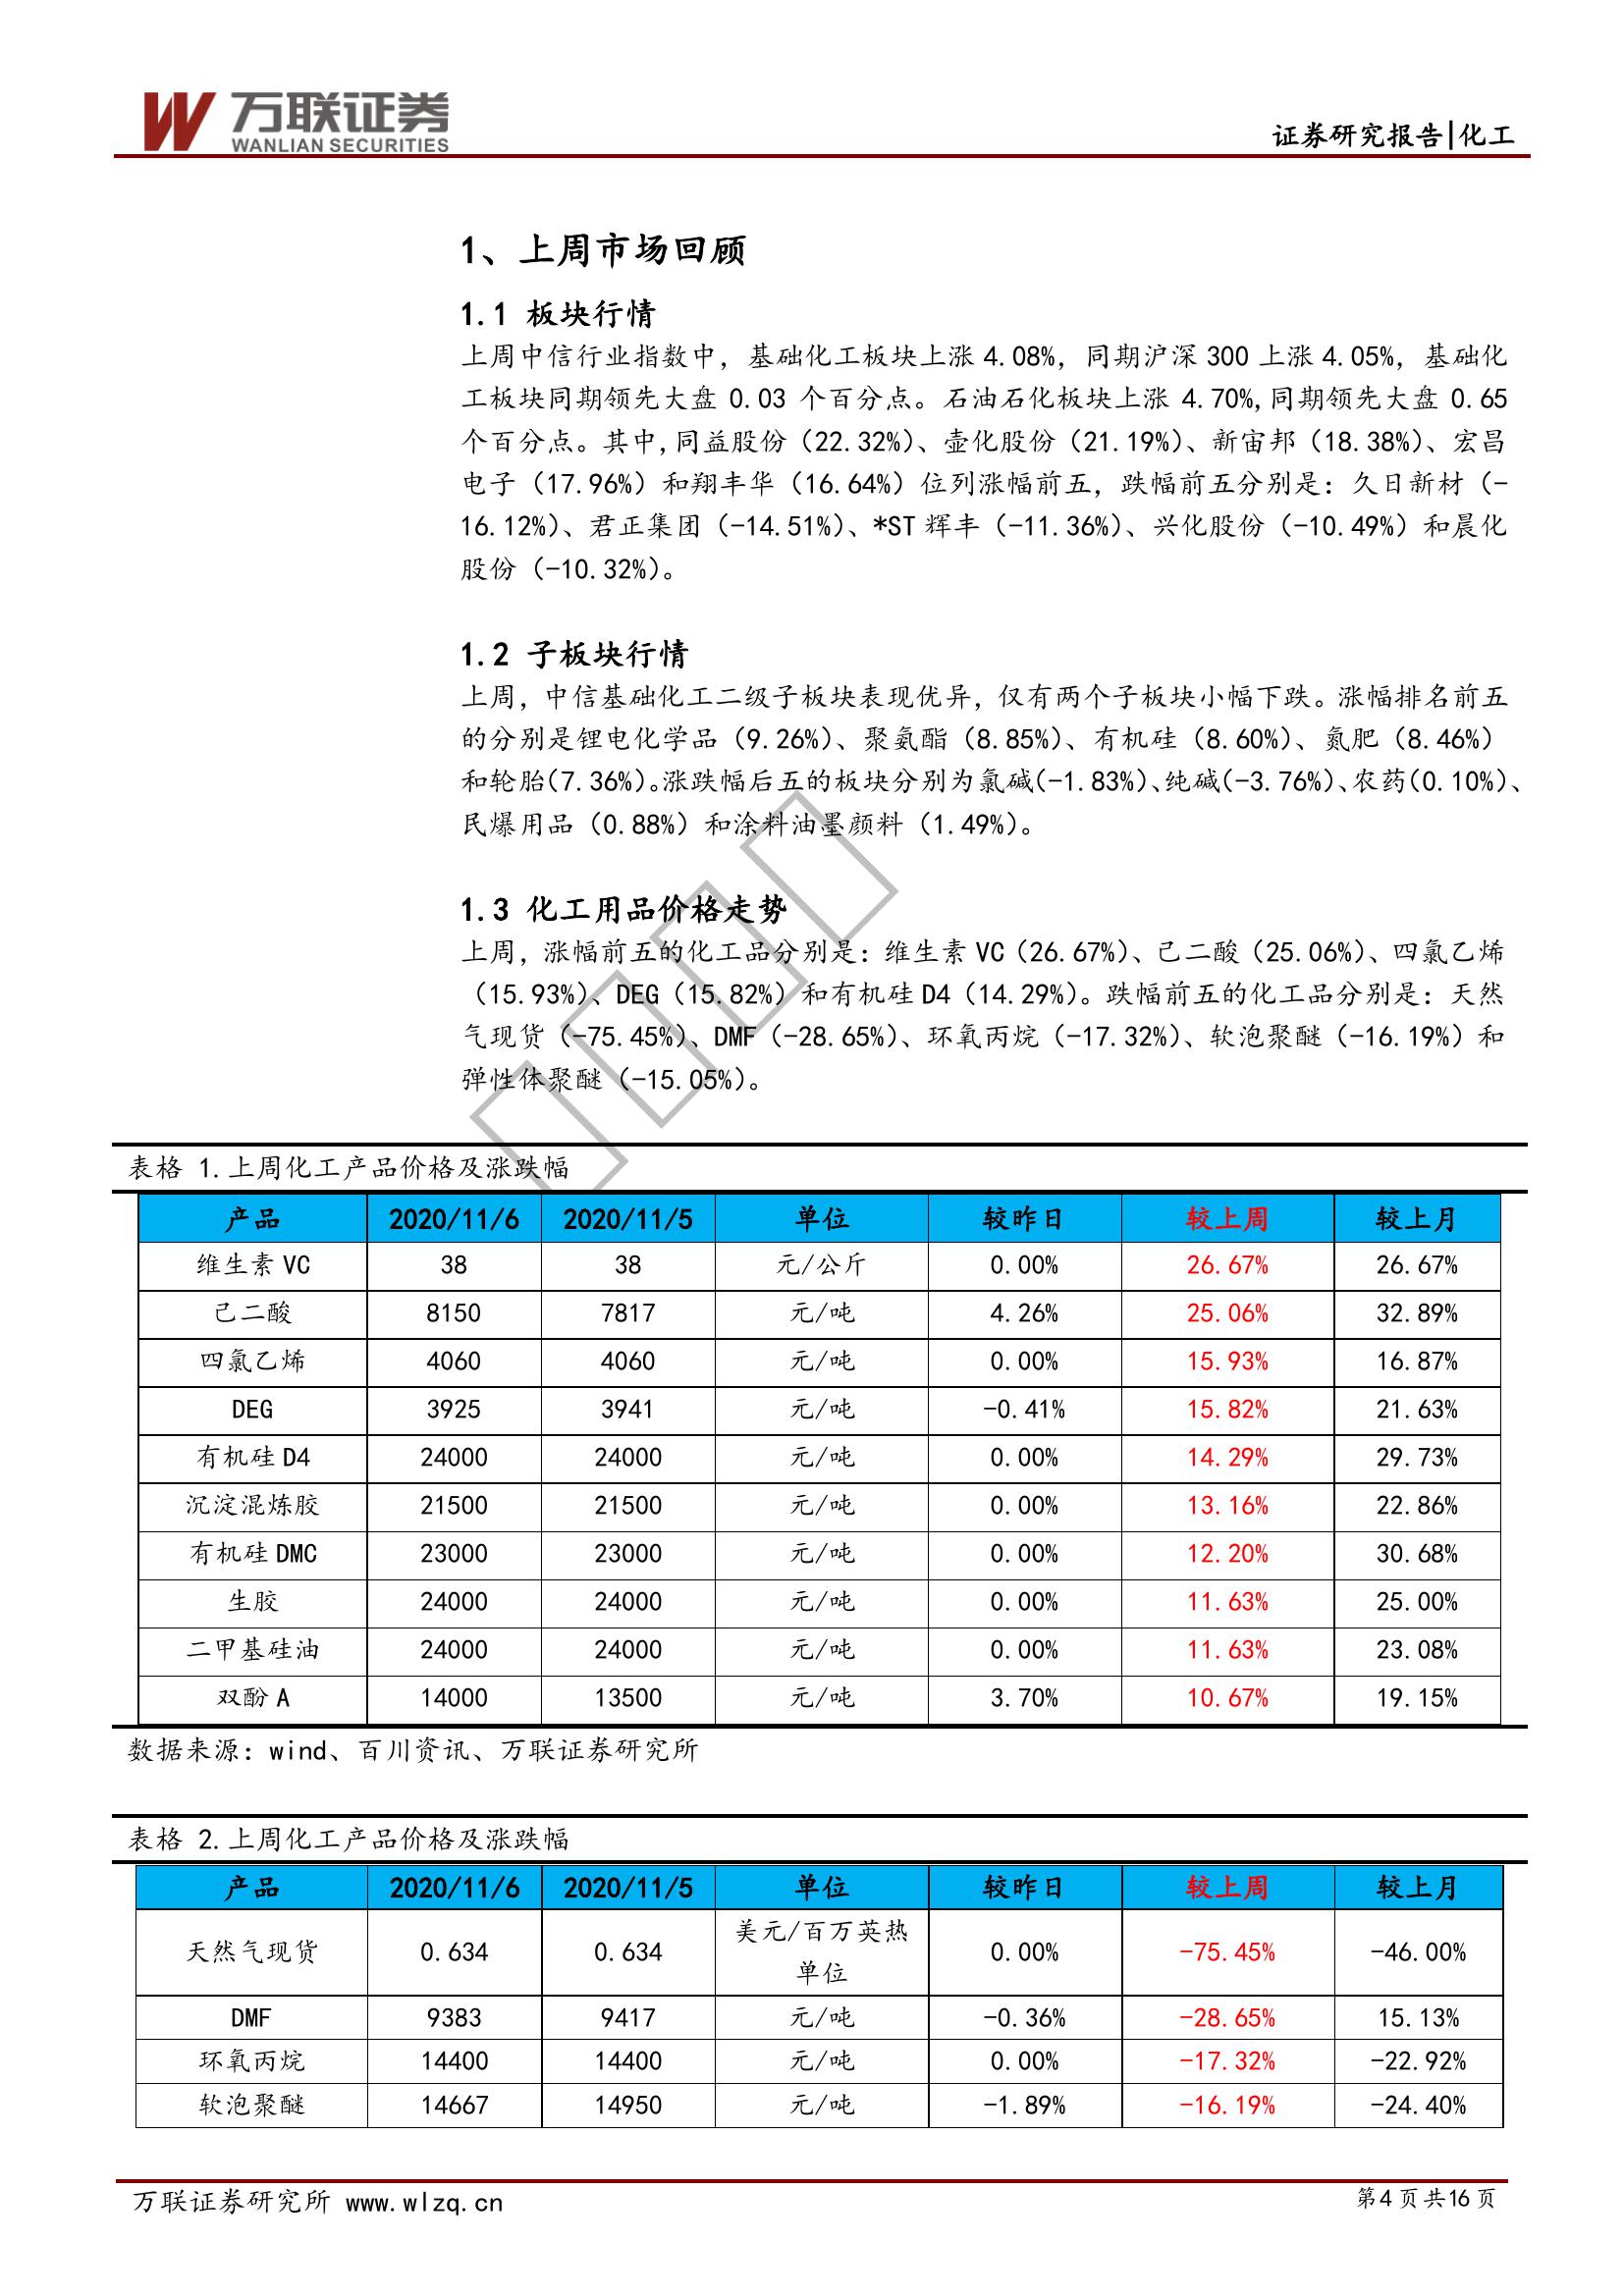 万联证券
WANLIAN SECURITIES
证券研究报告|化工
1、上周市场回顾
1.1 板块行情
上周中信行业指数中，基础化工板块上涨 4.08%，同期沪深 300 上涨 4.05%，基础化
工板块同期领先大盘 0.03 个百分点。石油石化板块上涨 4.70%,同期领先大盘 0.65
个百分点。其中,同益股份（22.32%）、壶化股份（21.19%）、新宙邦（18.38%）、宏昌
电子（17.96%）和翔丰华（16.64%）位列涨幅前五，跌幅前五分别是：久日新材（-
16.12%）、君正集团（-14.51%）、*ST 辉丰（-11.36%）、兴化股份（-10.49%）和晨化
股份（-10.32%）。
1.2 子板块行情
上周，中信基础化工二级子板块表现优异，仅有两个子板块小幅下跌。涨幅排名前五
的分别是锂电化学品（9.26%）、聚氨酯（8.85%）、有机硅（8.60%）、氮肥（8.46%）
和轮胎(7.36%)。涨跌幅后五的板块分别为氯碱(-1.83%)、纯碱(-3.76%)、农药(0.10%)、
民爆用品（0.88%）和涂料油墨颜料（1.49%）。
1.3 化工用品价格走势
上周，涨幅前五的化工品分别是：维生素 VC（26.67%）、己二酸（25.06%）、四氯乙烯
（15.93%）、DEG（15.82%）和有机硅 D4（14.29%）。跌幅前五的化工品分别是：天然
气现货（-75.45%）、DMF（-28.65%）、环氧丙烷（-17.32%）、软泡聚醚（-16.19%）和
弹性体聚醚（-15.05%）。
表格 1.上周化工产品价格及涨跌幅
产品 2020/11/6 2020/11/5 单位 较昨日 较上周 较上月
维生素 VC 38 38 元/公斤 0.00% 26.67% 26.67%
己二酸 8150 7817 元/吨 4.26% 25.06% 32.89%
四氯乙烯 4060 4060 元/吨 0.00% 15.93% 16.87%
DEG 3925 3941 元/吨 -0.41% 15.82% 21.63%
有机硅 D4 24000 24000 元/吨 0.00% 14.29% 29.73%
沉淀混炼胶 21500 21500 元/吨 0.00% 13.16% 22.86%
有机硅 DMC 23000 23000 元/吨 0.00% 12.20% 30.68%
生胶 24000 24000 元/吨 0.00% 11.63% 25.00%
二甲基硅油 24000 24000 元/吨 0.00% 11.63% 23.08%
双酚 A 14000 13500 元/吨 3.70% 10.67% 19.15%
数据来源：wind、百川资讯、万联证券研究所
表格 2.上周化工产品价格及涨跌幅
产品 2020/11/6 2020/11/5 单位 较昨日 较上周 较上月
天然气现货 0.634 0.634 美元/百万英热
单位 0.00% -75.45% -46.00%
DMF 9383 9417 元/吨 -0.36% -28.65% 15.13%
环氧丙烷 14400 14400 元/吨 0.00% -17.32% -22.92%
软泡聚醚 14667 14950 元/吨 -1.89% -16.19% -24.40%
万联证券研究所 www.wlzq.cn
第 4 页 共 16 页